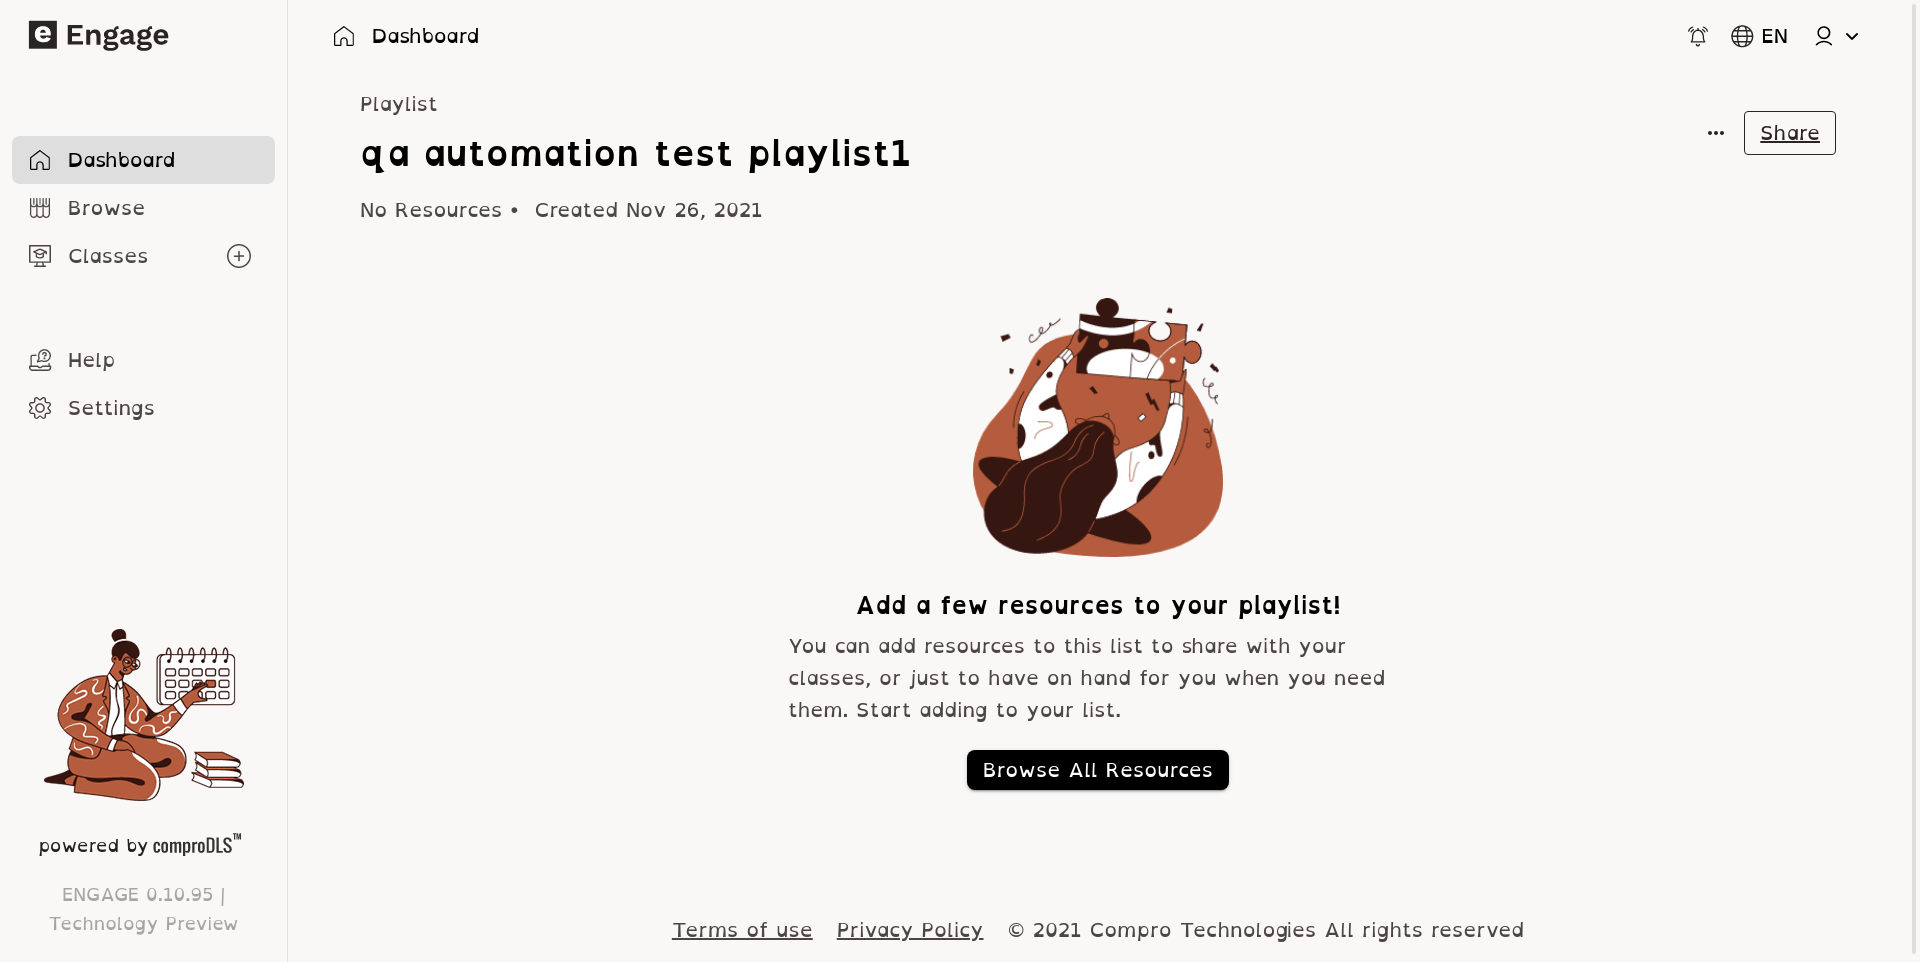 e Engage
Dashboard
EN
Dashboard
Browse
Classes
Help
Settings
powered by comproDLS™
ENGAGE 0.10.95 |
Technology Preview
Playlist
qa automation test playlist1
No Resources • Created Nov 26, 2021
Share
Add a few resources to your playlist!
You can add resources to this list to share with your
classes, or just to have on hand for you when you need
them. Start adding to your list.
Browse All Resources
Terms of use Privacy Policy © 2021 Compro Technologies All rights reserved